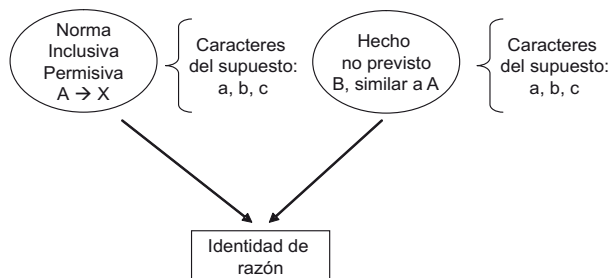 Norma
Inclusiva
Permisiva
A → X
Caracteres
del supuesto:
a, b, c
Hecho
no previsto
B, similar a A
Caracteres
del supuesto:
a, b, c
Identidad de
razón